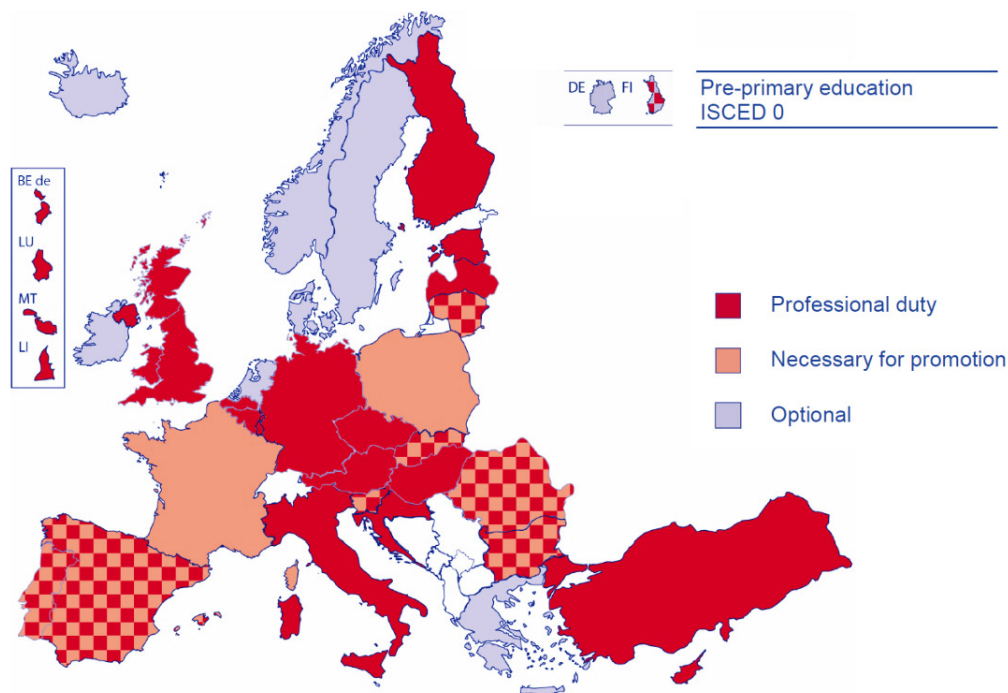 DE
FI
Pre-primary education
ISCED 0
BE de
LU
MT
LI
Professional duty
Necessary for promotion
Optional